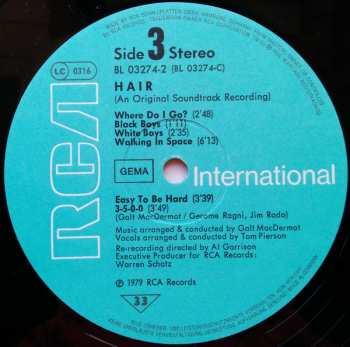 Side 3 Stereo
BL 03274-2 (BL 03274-C)
LC 0316
HAIR
(An Original Soundtrack Recording)
Where Do I Go? (2'48)
Black Boys (1'11)
White Boys (2'35)
Walking In Space (6'13)
RCA
GEMA
International
Easy To Be Hard (3'39)
3-5-0-0 (3'49)
(Galt MacDermot / Gerome Ragni, Jim Rado)
Music arranged & conducted by Galt MacDermot
Vocals arranged & conducted by Tom Pierson
Re-recording directed by Al Garrison
Executive Producer for RCA Records:
Warren Schatz
℗ 1979 RCA Records
33